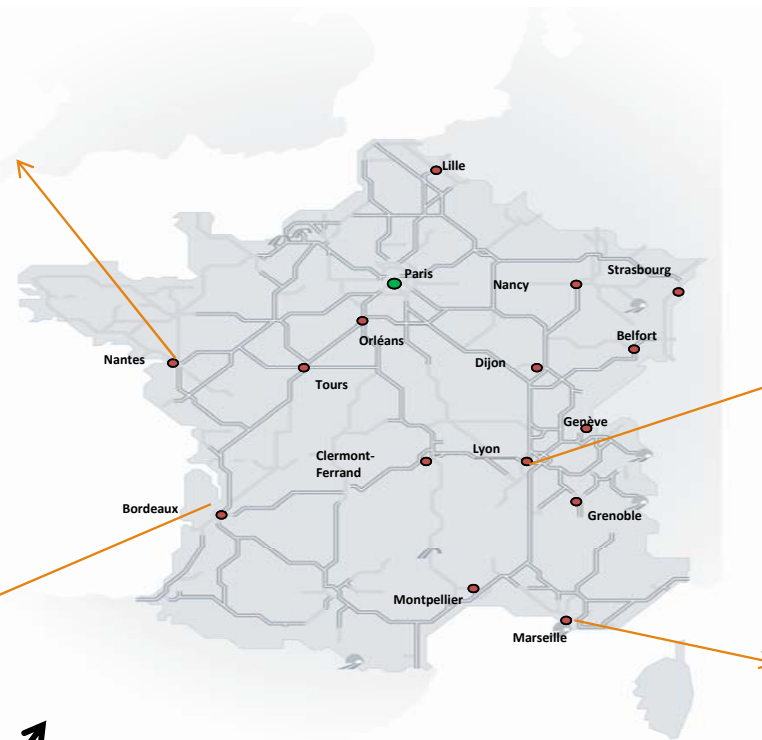 Lille
Paris
Strasbourg
Nancy
Orléans
Belfort
Nantes
Dijon
Tours
Genève
Clermont-
Ferrand
Lyon
Bordeaux
Grenoble
Montpellier
Marseille